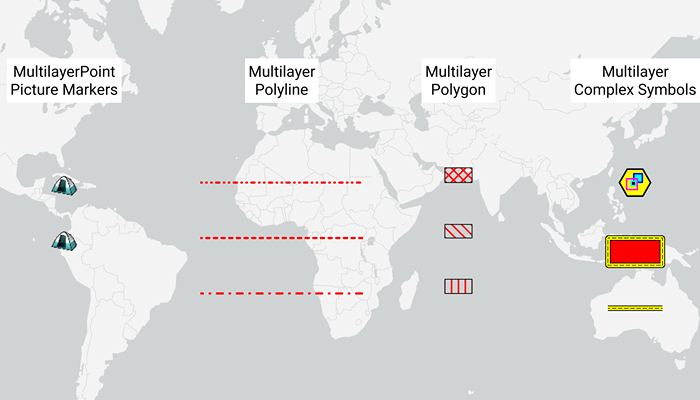 MultilayerPoint
Picture Markers
Multilayer
Polyline
Multilayer
Polygon
Multilayer
Complex Symbols